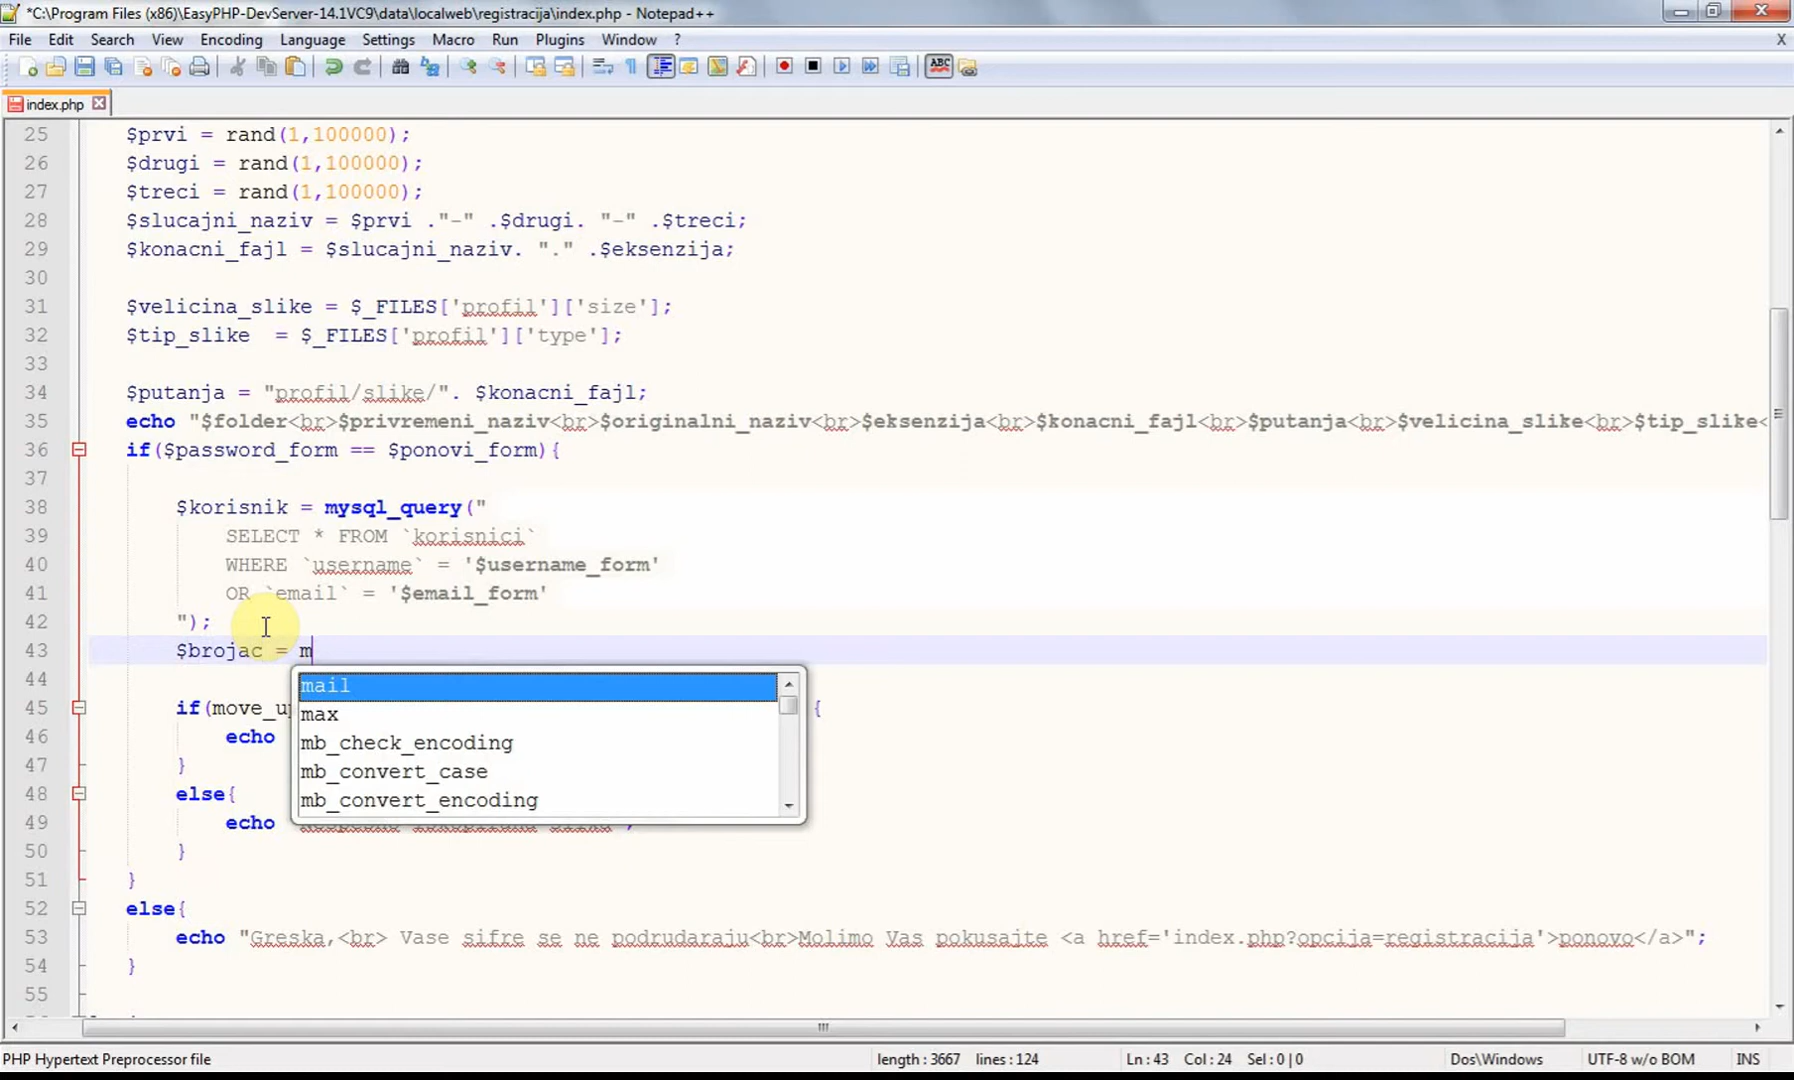 *C:\Program Files (x86)\EasyPHP-DevServer-14.1VC9\data\localweb\registracija\index.php - Notepad++
File Edit Search View Encoding Language Settings Macro Run Plugins Window ? X
index.php
25 $prvi = rand(1,100000);
26 $drugi = rand(1,100000);
27 $treci = rand(1,100000);
28 $slucajni_naziv = $prvi ."-" .$drugi. "-" .$treci;
29 $konacni_fajl = $slucajni_naziv. "." .$eksenzija;
30
31 $velicina_slike = $_FILES['profil']['size'];
32 $tip_slike  = $_FILES['profil']['type'];
33
34 $putanja = "profil/slike/". $konacni_fajl;
35 echo "$folder<br>$privremeni_naziv<br>$originalni_naziv<br>$eksenzija<br>$konacni_fajl<br>$putanja<br>$velicina_slike<br>$tip_slike<
36 if($password_form == $ponovi_form){
37
38 $korisnik = mysql_query("
39 SELECT * FROM `korisnici`
40 WHERE `username` = '$username_form'
41 OR `email` = '$email_form'
42 ");
43 $brojac = m
44
mail
max
mb_check_encoding
mb_convert_case
mb_convert_encoding
45 if(move_u {
46 echo
47 }
48 else{
49 echo
50 }
51 }
52 else{
53 echo "Greska,<br> Vase sifre se ne podrudaraju<br>Molimo Vas pokusajte <a href='index.php?opcija=registracija'>ponovo</a>";
54 }
55
PHP Hypertext Preprocessor file length : 3667 lines : 124 Ln : 43 Col : 24 Sel : 0 | 0 Dos\Windows UTF-8 w/o BOM INS